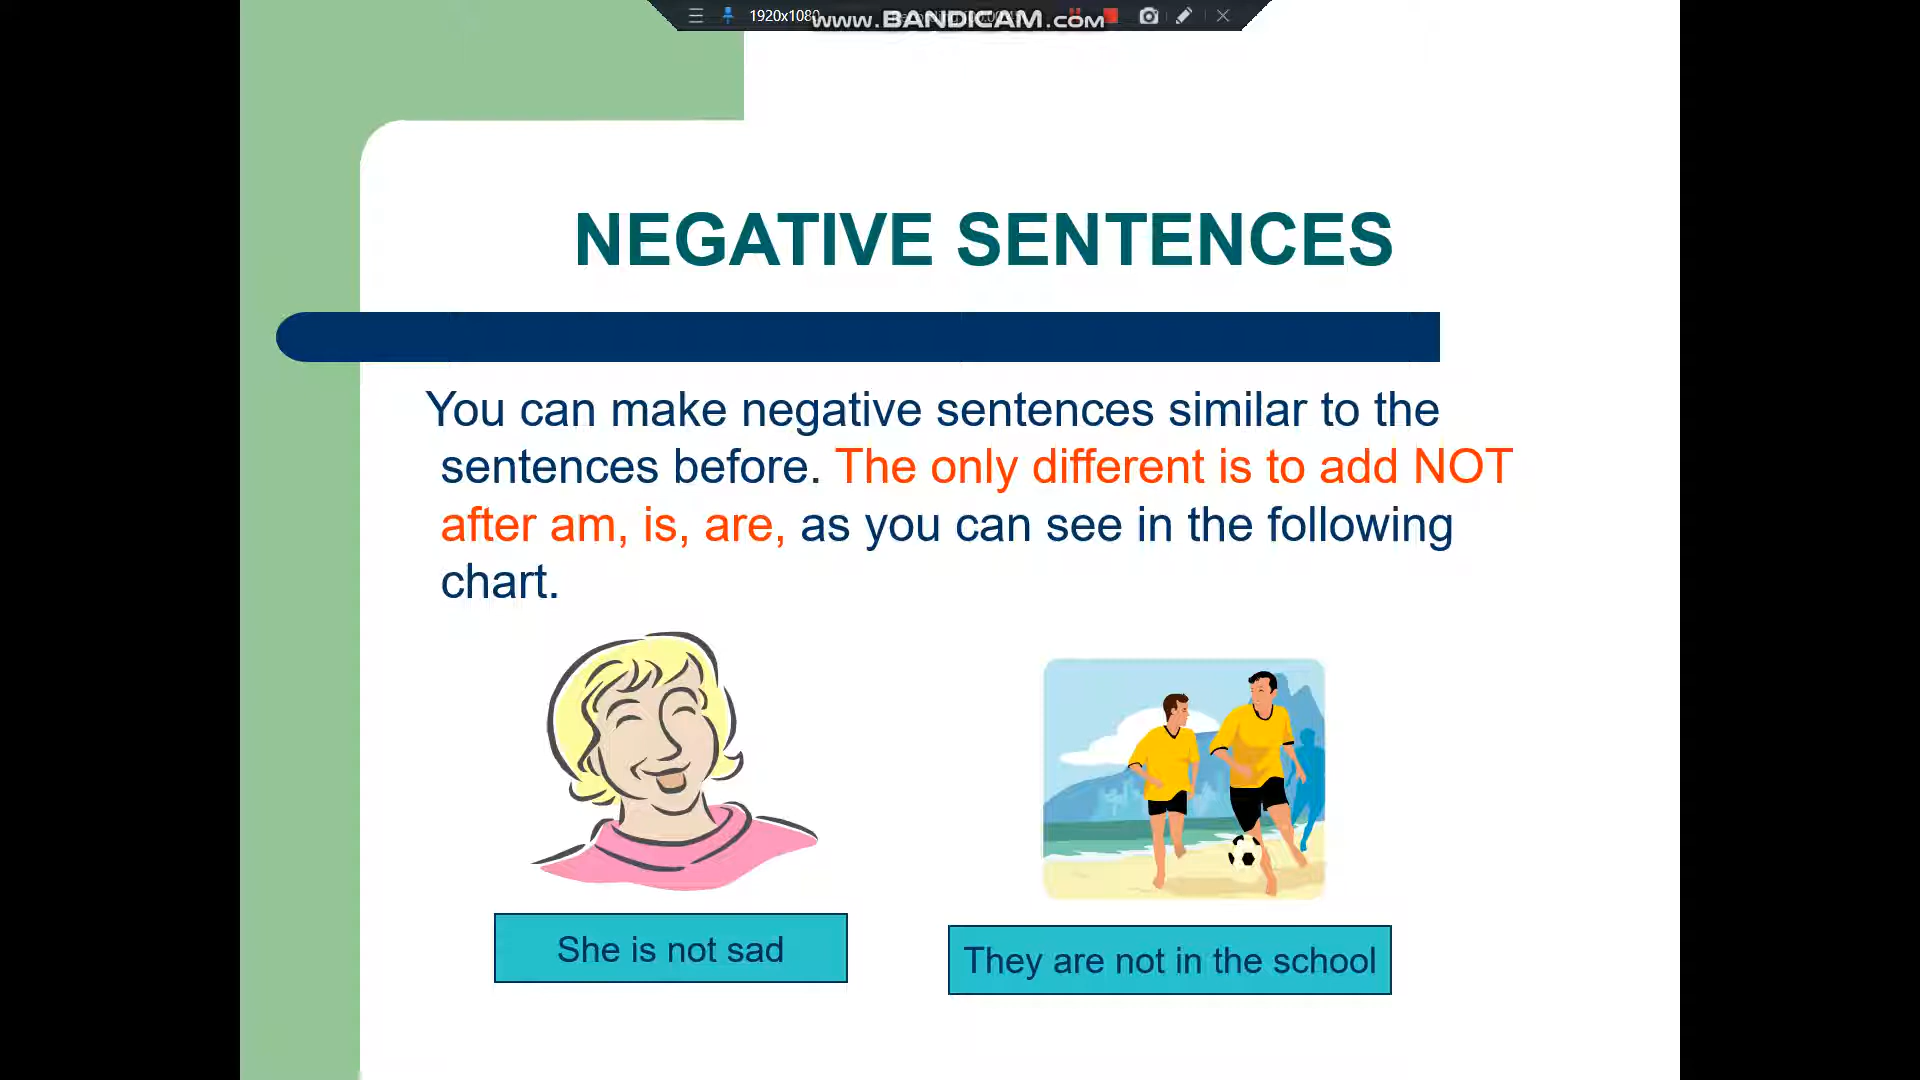 1920x1080
www.BANDICAM.com
NEGATIVE SENTENCES
You can make negative sentences similar to the
sentences before. The only different is to add NOT
after am, is, are, as you can see in the following
chart.
She is not sad
They are not in the school